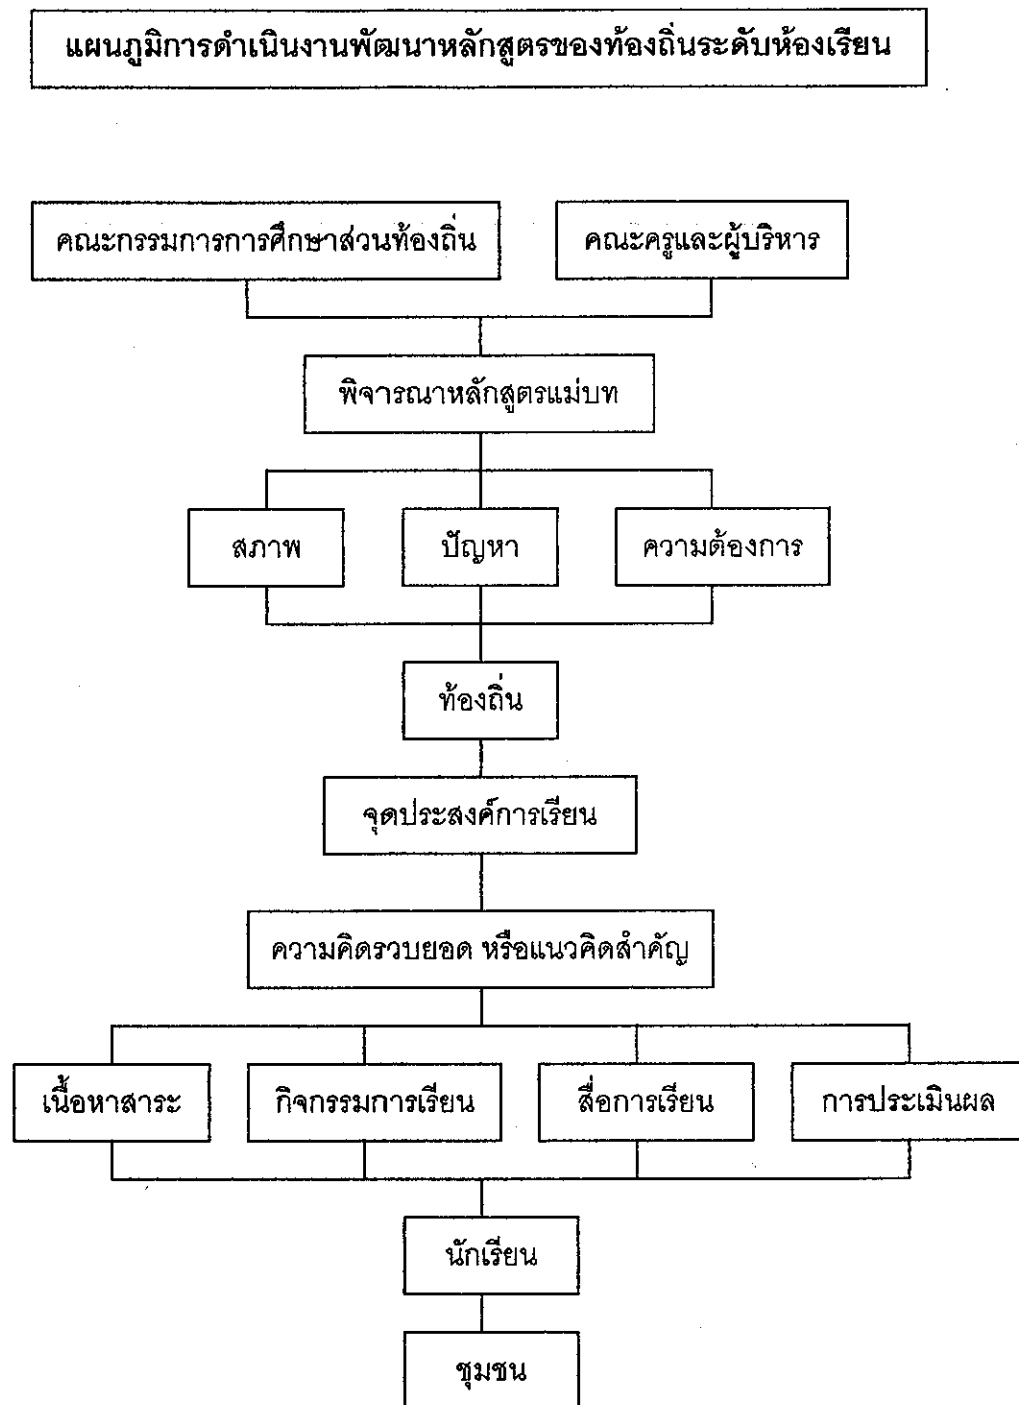 แผนภูมิการดำเนินงานพัฒนาหลักสูตรของท้องถิ่นระดับห้องเรียน
คณะกรรมการการศึกษาส่วนท้องถิ่น
คณะครูและผู้บริหาร
พิจารณาหลักสูตรแม่บท
สภาพ
ปัญหา
ความต้องการ
ท้องถิ่น
จุดประสงค์การเรียน
ความคิดรวบยอด หรือแนวคิดสำคัญ
เนื้อหาสาระ
กิจกรรมการเรียน
สื่อการเรียน
การประเมินผล
นักเรียน
ชุมชน